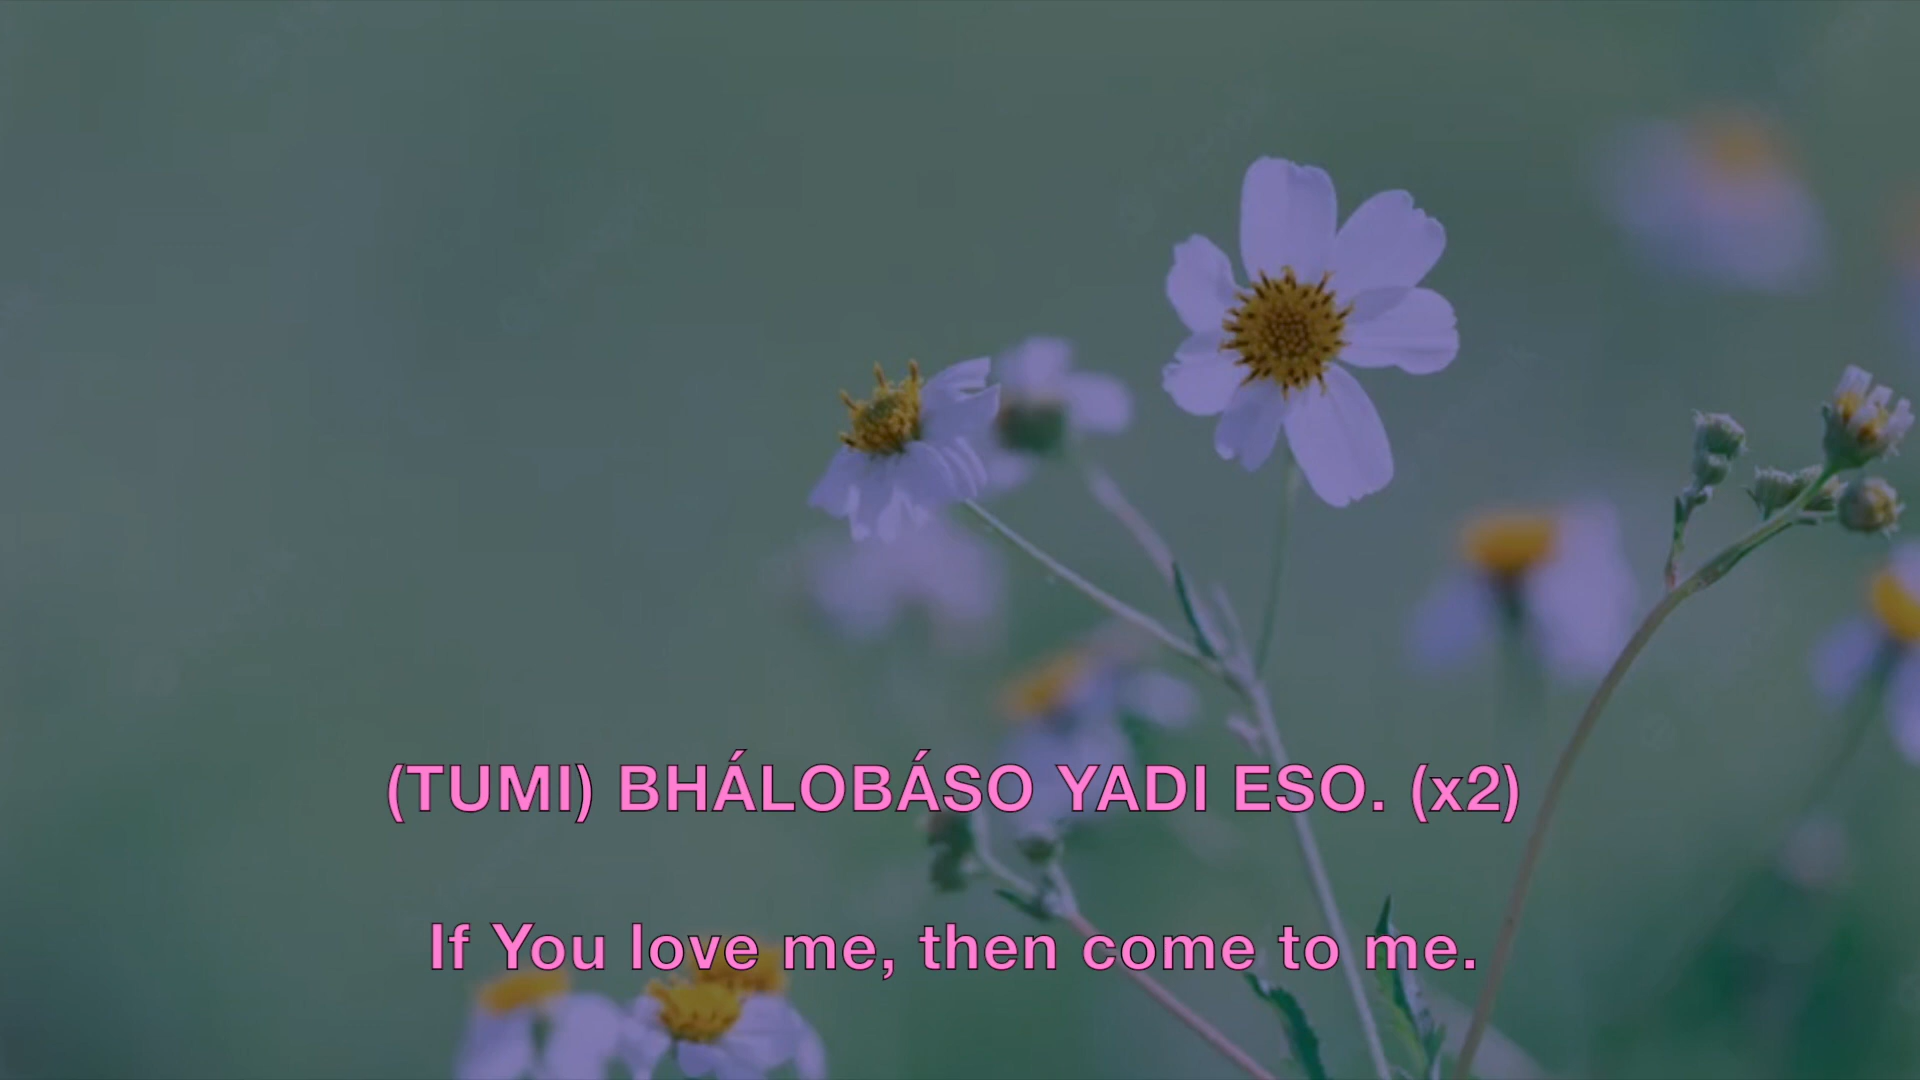 (TUMI) BHÁLOBÁSO YADI ESO. (x2)
If You love me, then come to me.